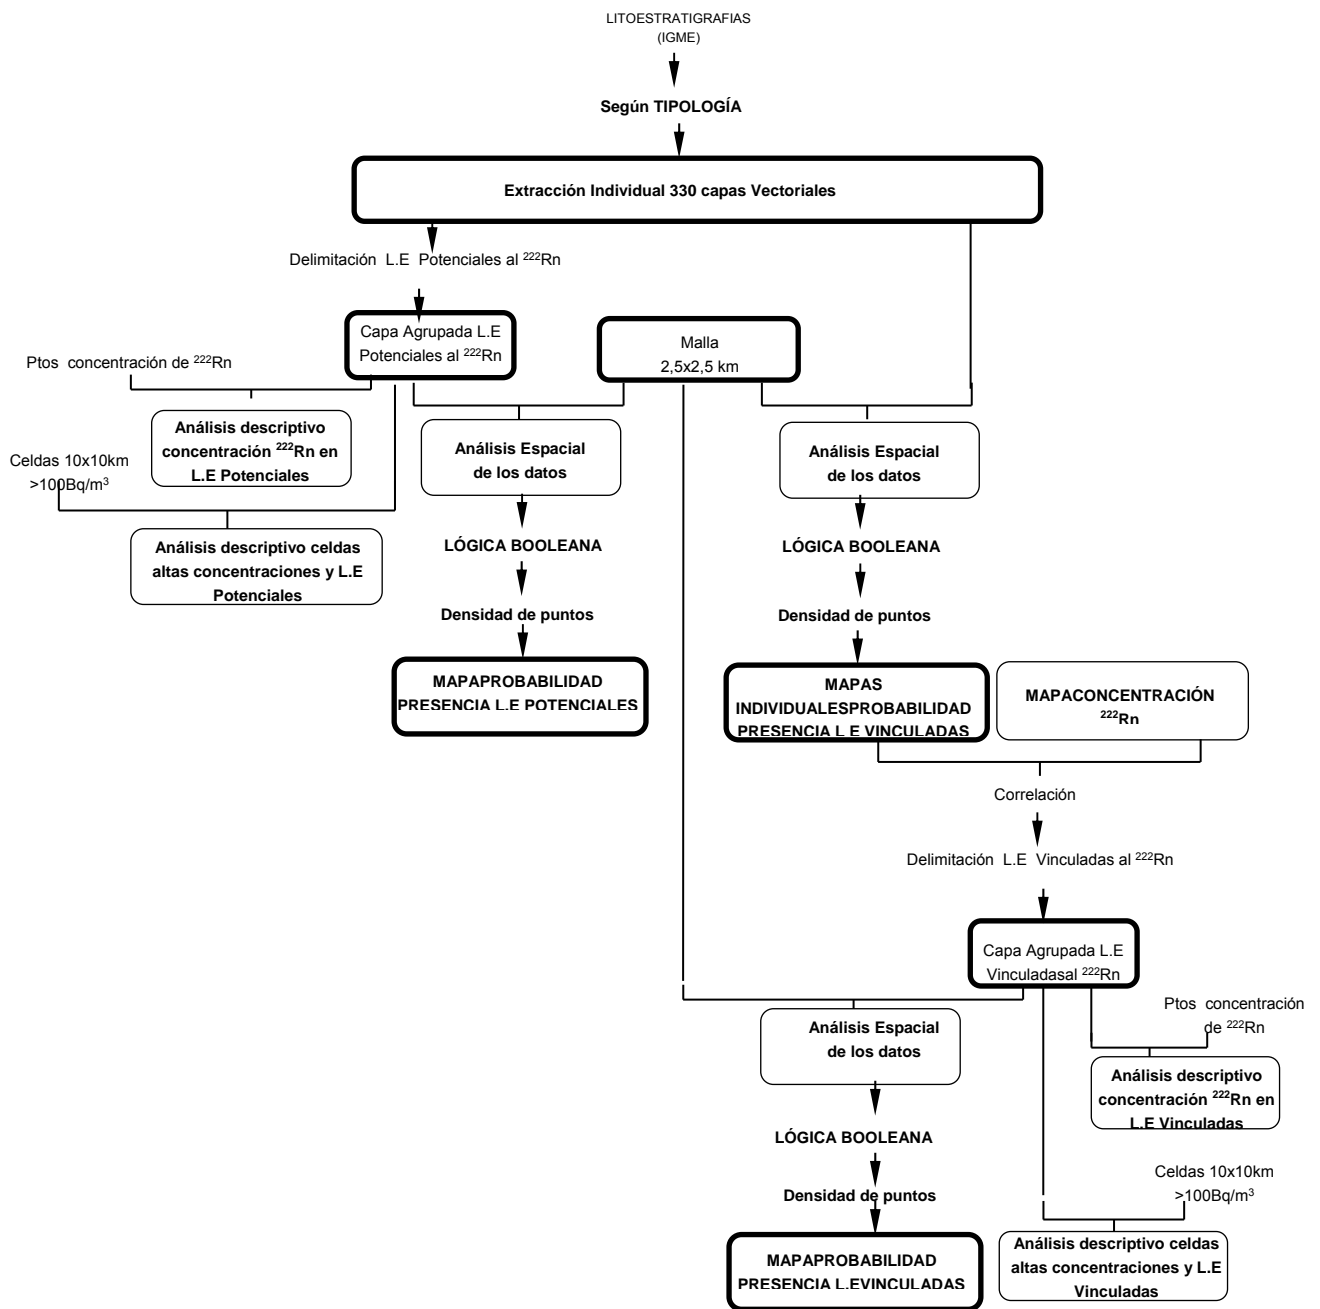 LITOESTRATIGRAFIAS
(IGME)
Según TIPOLOGÍA
Extracción Individual 330 capas Vectoriales
Delimitación L.E Potenciales al ²²²Rn
Capa Agrupada L.E
Potenciales al ²²²Rn
Malla
2,5x2,5 km
Ptos concentración de ²²²Rn
Análisis descriptivo
concentración ²²²Rn en
L.E Potenciales
Celdas 10x10km
>100Bq/m³
Análisis descriptivo celdas
altas concentraciones y L.E
Potenciales
Análisis Espacial
de los datos
LÓGICA BOOLEANA
Densidad de puntos
MAPAPROBABILIDAD
PRESENCIA L.E POTENCIALES
Análisis Espacial
de los datos
LÓGICA BOOLEANA
Densidad de puntos
MAPAS
INDIVIDUALESPROBABILIDAD
PRESENCIA L E VINCULADAS
MAPACONCENTRACIÓN
²²²Rn
Correlación
Delimitación L.E Vinculadas al ²²²Rn
Capa Agrupada L.E
Vinculadasal ²²²Rn
Ptos concentración
de ²²²Rn
Análisis descriptivo
concentración ²²²Rn en
L.E Vinculadas
Análisis Espacial
de los datos
LÓGICA BOOLEANA
Densidad de puntos
MAPAPROBABILIDAD
PRESENCIA L.EVINCULADAS
Celdas 10x10km
>100Bq/m³
Análisis descriptivo celdas
altas concentraciones y L.E
Vinculadas